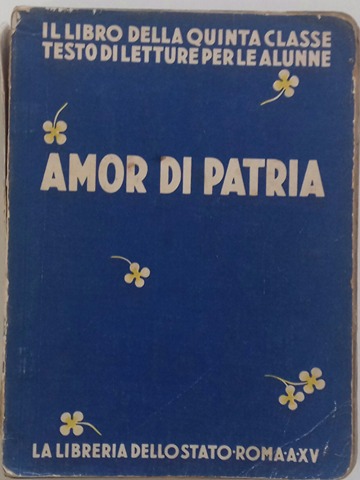 IL LIBRO DELLA QUINTA CLASSE
TESTO DI LETTURE PER LE ALUNNE
AMOR DI PATRIA
LA LIBRERIA DELLO STATO·ROMA·A·XV